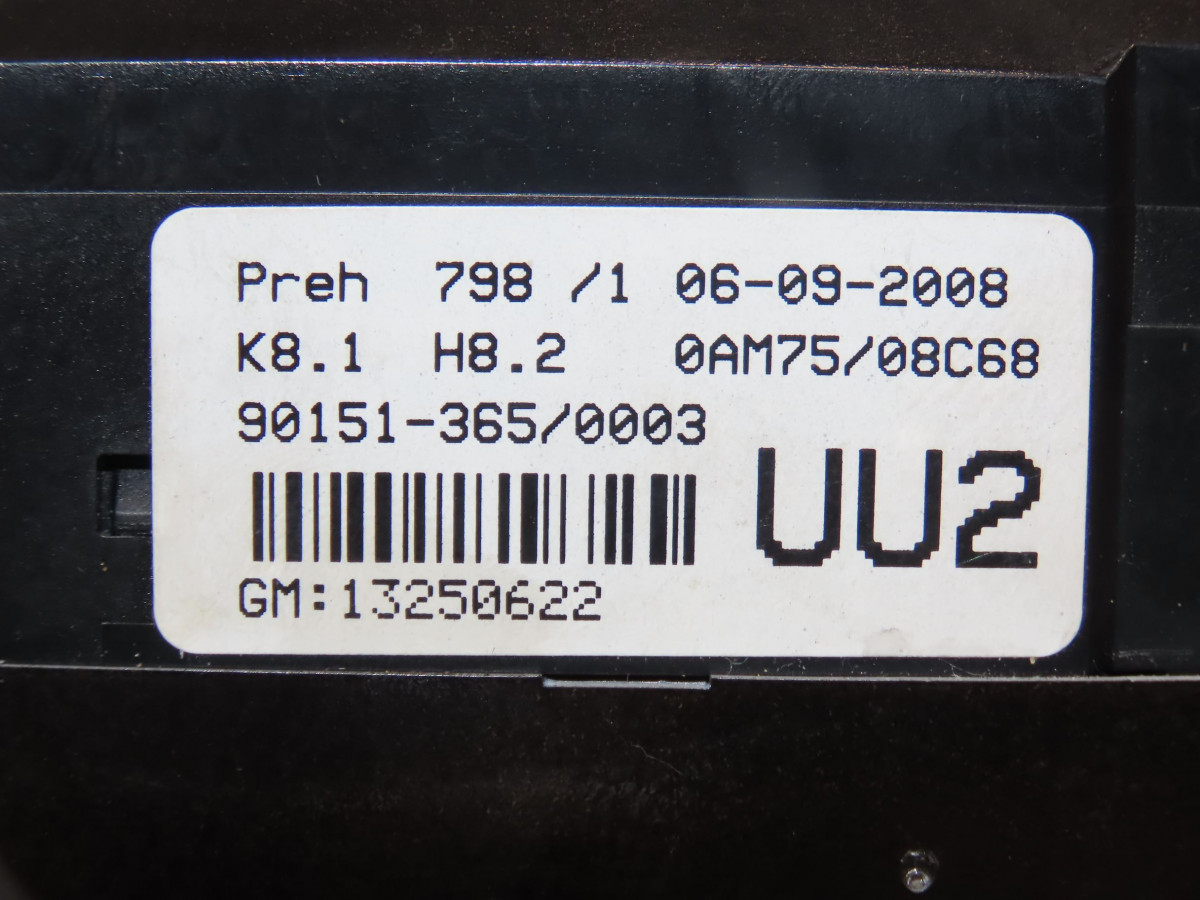 Preh 798 /1 06-09-2008
K8.1 H8.2 0AM75/08C68
90151-365/0003
UU2
GM:13250622